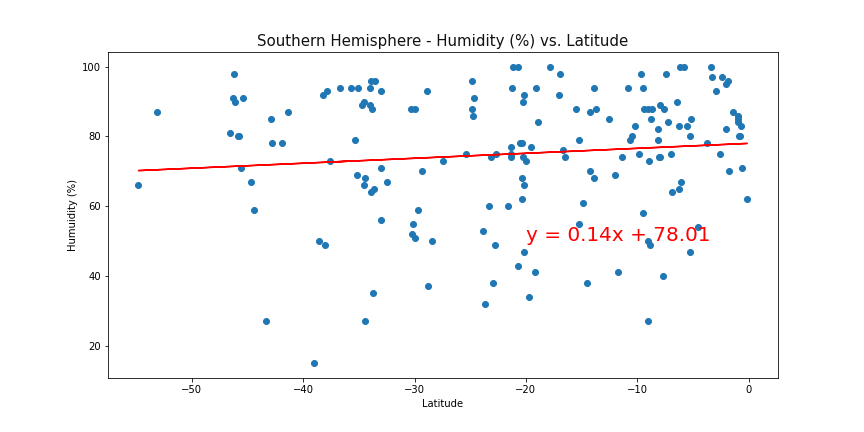 Southern Hemisphere - Humidity (%) vs. Latitude
100
80
60
40
20
Humuidity (%)
y = 0.14x + 78.01
−50
−40
−30
−20
−10
0
Latitude